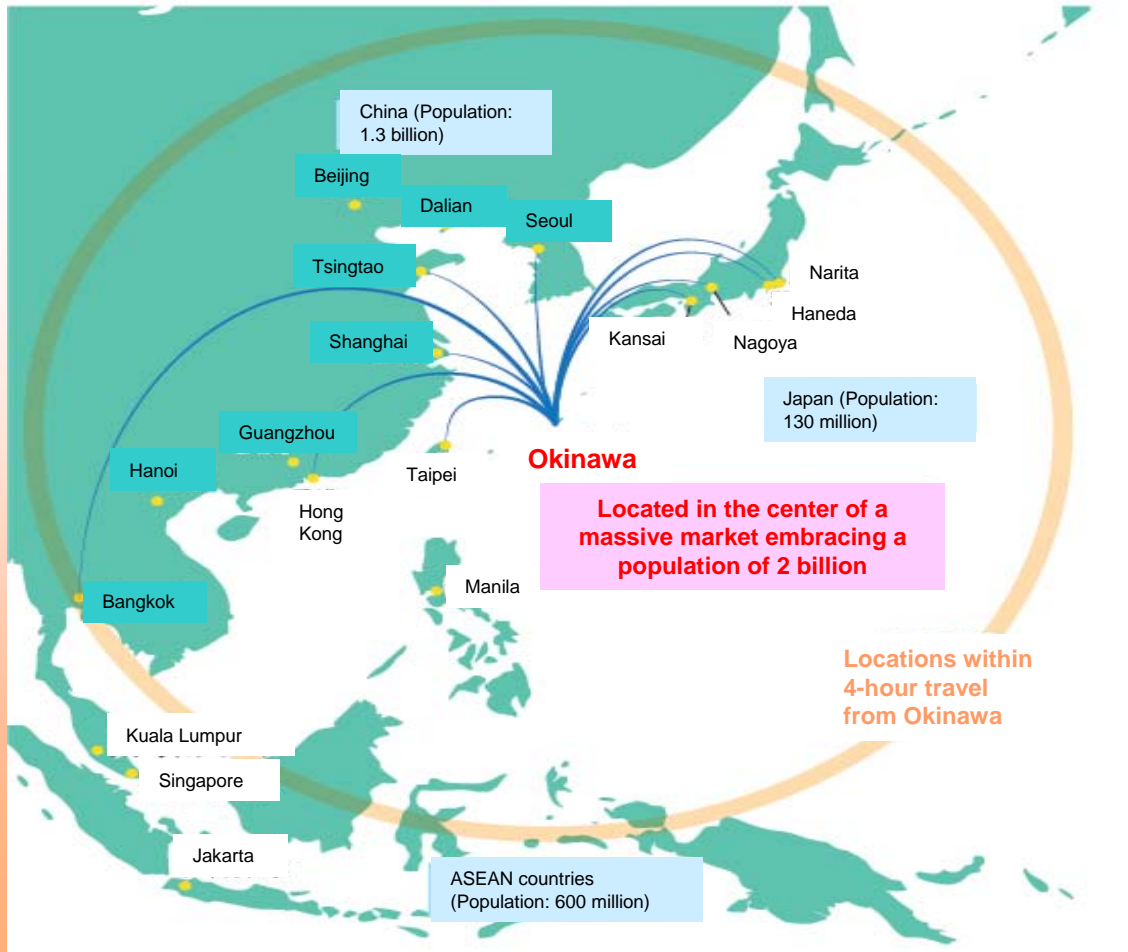 China (Population:
1.3 billion)
Beijing
Dalian
Seoul
Tsingtao
Narita
Haneda
Shanghai
Kansai
Nagoya
Japan (Population:
130 million)
Guangzhou
Okinawa
Hanoi
Taipei
Hong
Kong
Located in the center of a
massive market embracing a
population of 2 billion
Manila
Bangkok
Locations within
4-hour travel
from Okinawa
Kuala Lumpur
Singapore
Jakarta
ASEAN countries
(Population: 600 million)